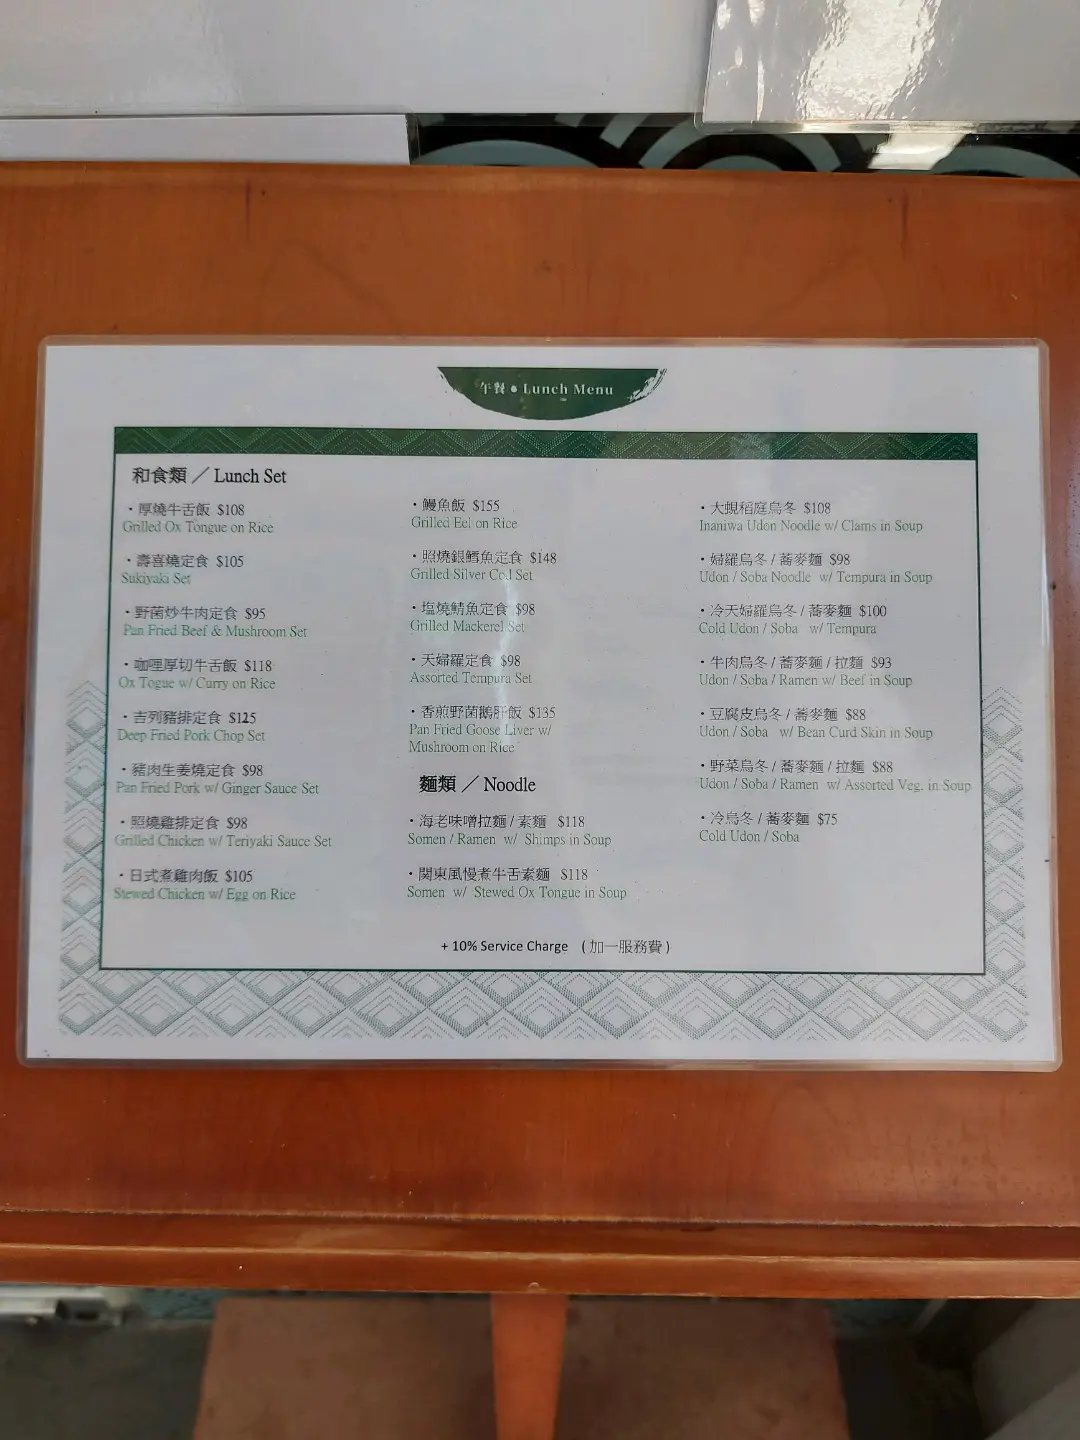 午餐 • Lunch Menu
和食類 / Lunch Set
・厚燒牛舌飯 $108
Grilled Ox Tongue on Rice
・壽喜燒定食 $105
Sukiyaki Set
・野菌炒牛肉定食 $95
Pan Fried Beef & Mushroom Set
・咖哩厚切牛舌飯 $118
Ox Togue w/ Curry on Rice
・吉列豬排定食 $125
Deep Fried Pork Chop Set
・豬肉生姜燒定食 $98
Pan Fried Pork w/ Ginger Sauce Set
・照燒雞排定食 $98
Grilled Chicken w/ Teriyaki Sauce Set
・日式煮雞肉飯 $105
Stewed Chicken w/ Egg on Rice
・鰻魚飯 $155
Grilled Eel on Rice
・照燒銀鱈魚定食 $148
Grilled Silver Cod Set
・塩燒鯖魚定食 $98
Grilled Mackerel Set
・天婦羅定食 $98
Assorted Tempura Set
・香煎野菌鵝肝飯 $135
Pan Fried Goose Liver w/
Mushroom on Rice
麵類 / Noodle
・海老味噌拉麵 / 素麵 $118
Somen / Ramen w/ Shimps in Soup
・関東風慢煮牛舌素麵 $118
Somen w/ Stewed Ox Tongue in Soup
・大蜆稻庭烏冬 $108
Inaniwa Udon Noodle w/ Clams in Soup
・婦羅烏冬 / 蕎麥麵 $98
Udon / Soba Noodle w/ Tempura in Soup
・冷天婦羅烏冬 / 蕎麥麵 $100
Cold Udon / Soba w/ Tempura
・牛肉烏冬 / 蕎麥麵 / 拉麵 $93
Udon / Soba / Ramen w/ Beef in Soup
・豆腐皮烏冬 / 蕎麥麵 $88
Udon / Soba w/ Bean Curd Skin in Soup
・野菜烏冬 / 蕎麥麵 / 拉麵 $88
Udon / Soba / Ramen w/ Assorted Veg. in Soup
・冷烏冬 / 蕎麥麵 $75
Cold Udon / Soba
+ 10% Service Charge ( 加一服務費 )